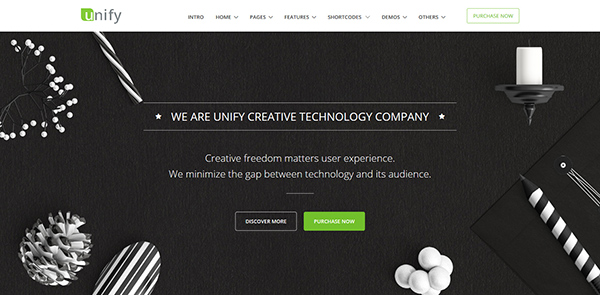 unify
INTRO HOME PAGES FEATURES SHORTCODES DEMOS OTHERS PURCHASE NOW
WE ARE UNIFY CREATIVE TECHNOLOGY COMPANY
Creative freedom matters user experience.
We minimize the gap between technology and its audience.
DISCOVER MORE PURCHASE NOW